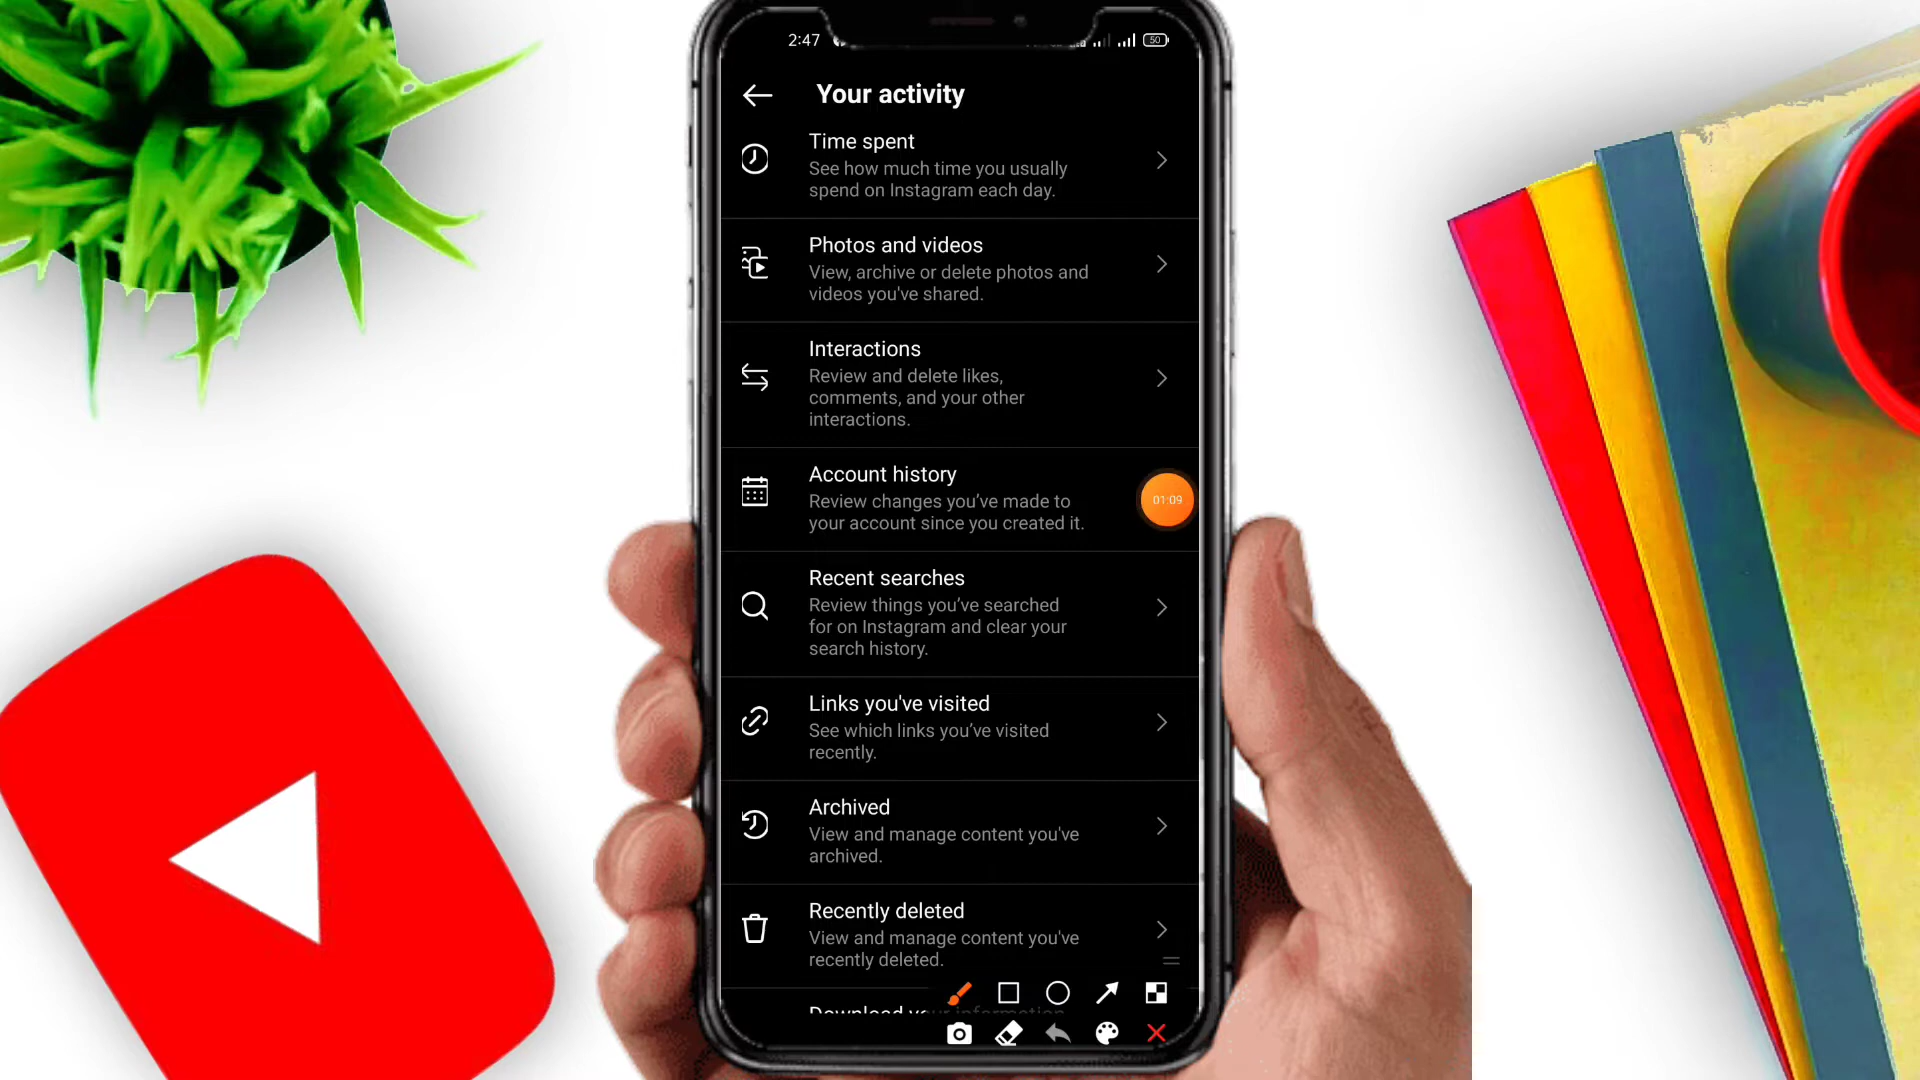 2:47
50
Your activity
Time spent
See how much time you usually
spend on Instagram each day.
Photos and videos
View, archive or delete photos and
videos you've shared.
Interactions
Review and delete likes,
comments, and your other
interactions.
Account history
Review changes you’ve made to
your account since you created it.
01:09
Recent searches
Review things you’ve searched
for on Instagram and clear your
search history.
Links you've visited
See which links you’ve visited
recently.
Archived
View and manage content you've
archived.
Recently deleted
View and manage content you've
recently deleted.
Download your information